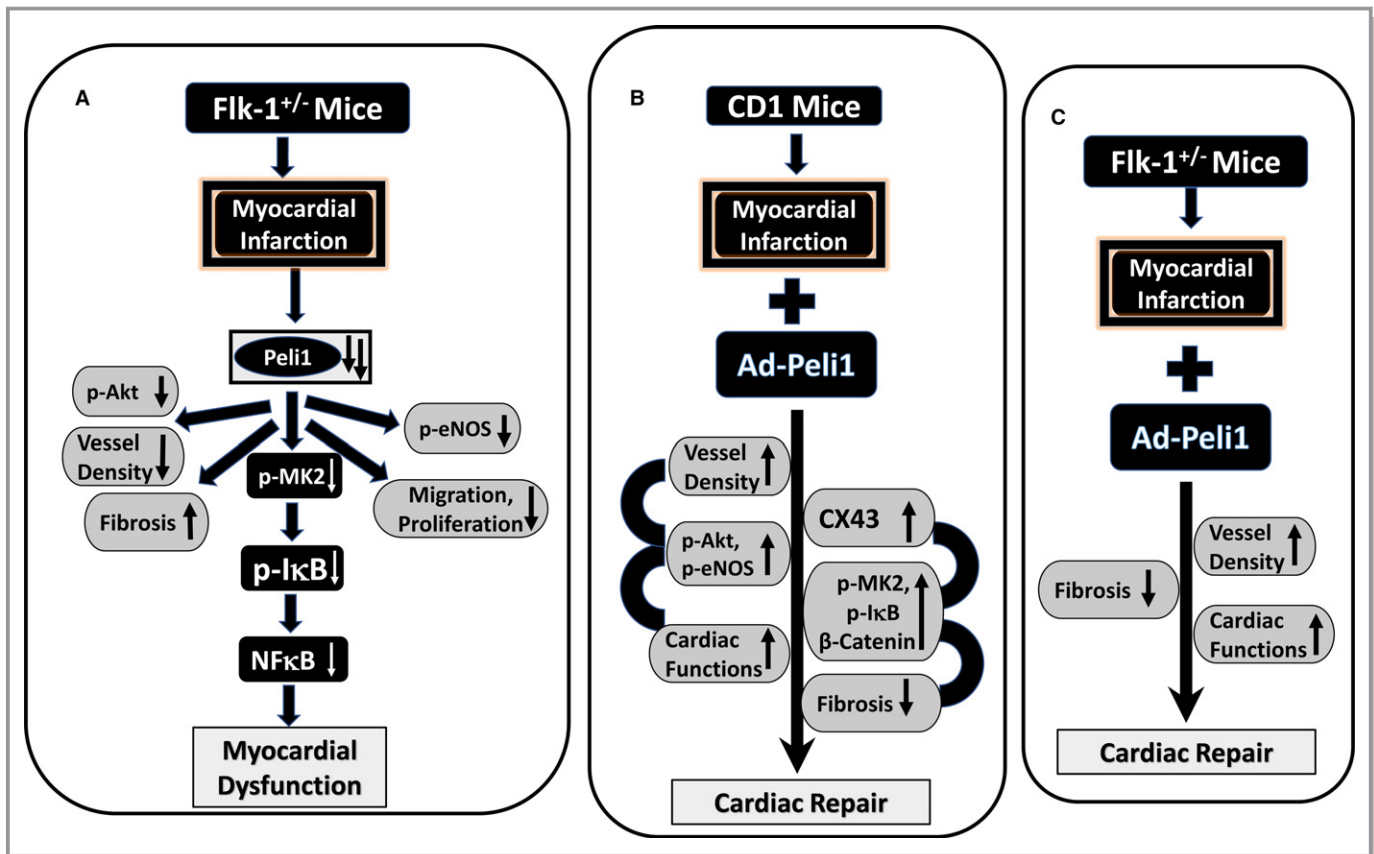 A
Flk-1+/- Mice
Myocardial
Infarction
Peli1
p-Akt
Vessel
Density
Fibrosis
p-MK2
p-eNOS
Migration,
Proliferation
p-IκB
NFκB
Myocardial
Dysfunction
B
CD1 Mice
Myocardial
Infarction
Ad-Peli1
Vessel
Density
CX43
p-Akt,
p-eNOS
p-MK2,
p-IκB
β-Catenin
Cardiac
Functions
Fibrosis
Cardiac Repair
C
Flk-1+/- Mice
Myocardial
Infarction
Ad-Peli1
Vessel
Density
Fibrosis
Cardiac
Functions
Cardiac Repair